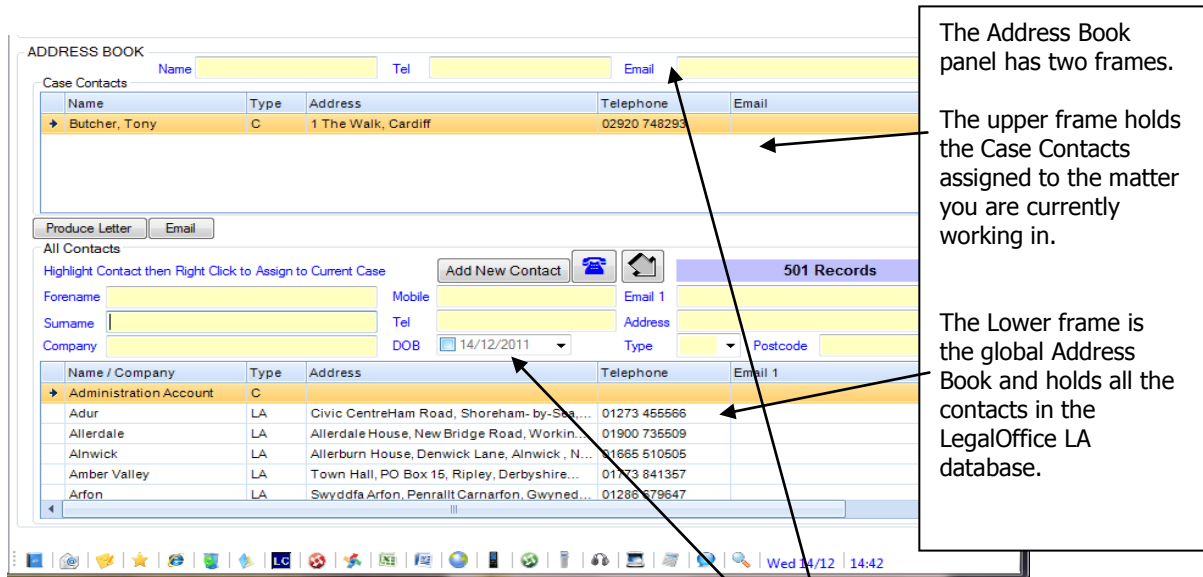 ADDRESS BOOK
Name Tel Email
Case Contacts
Name Type Address Telephone Email
Butcher, Tony C 1 The Walk, Cardiff 02920 748293
Produce Letter Email
All Contacts
Highlight Contact then Right Click to Assign to Current Case Add New Contact 501 Records
Forename Mobile Email 1
Surname Tel Address
Company DOB 14/12/2011 Type Postcode
Name / Company Type Address Telephone Email 1
Administration Account C
Adur LA Civic CentreHam Road, Shoreham- by-Sea,... 01273 455566
Allerdale LA Allerdale House, New Bridge Road, Workin... 01900 735509
Alnwick LA Allerburn House, Denwick Lane, Alnwick , N... 01665 510505
Amber Valley LA Town Hall, PO Box 15, Ripley, Derbyshire... 01773 841357
Arfon LA Swyddfa Arfon, Penrallt Carnarfon, Gwyned... 01286 679647
LC Wed 14/12 14:42
The Address Book
panel has two frames.
The upper frame holds
the Case Contacts
assigned to the matter
you are currently
working in.
The Lower frame is
the global Address
Book and holds all the
contacts in the
LegalOffice LA
database.